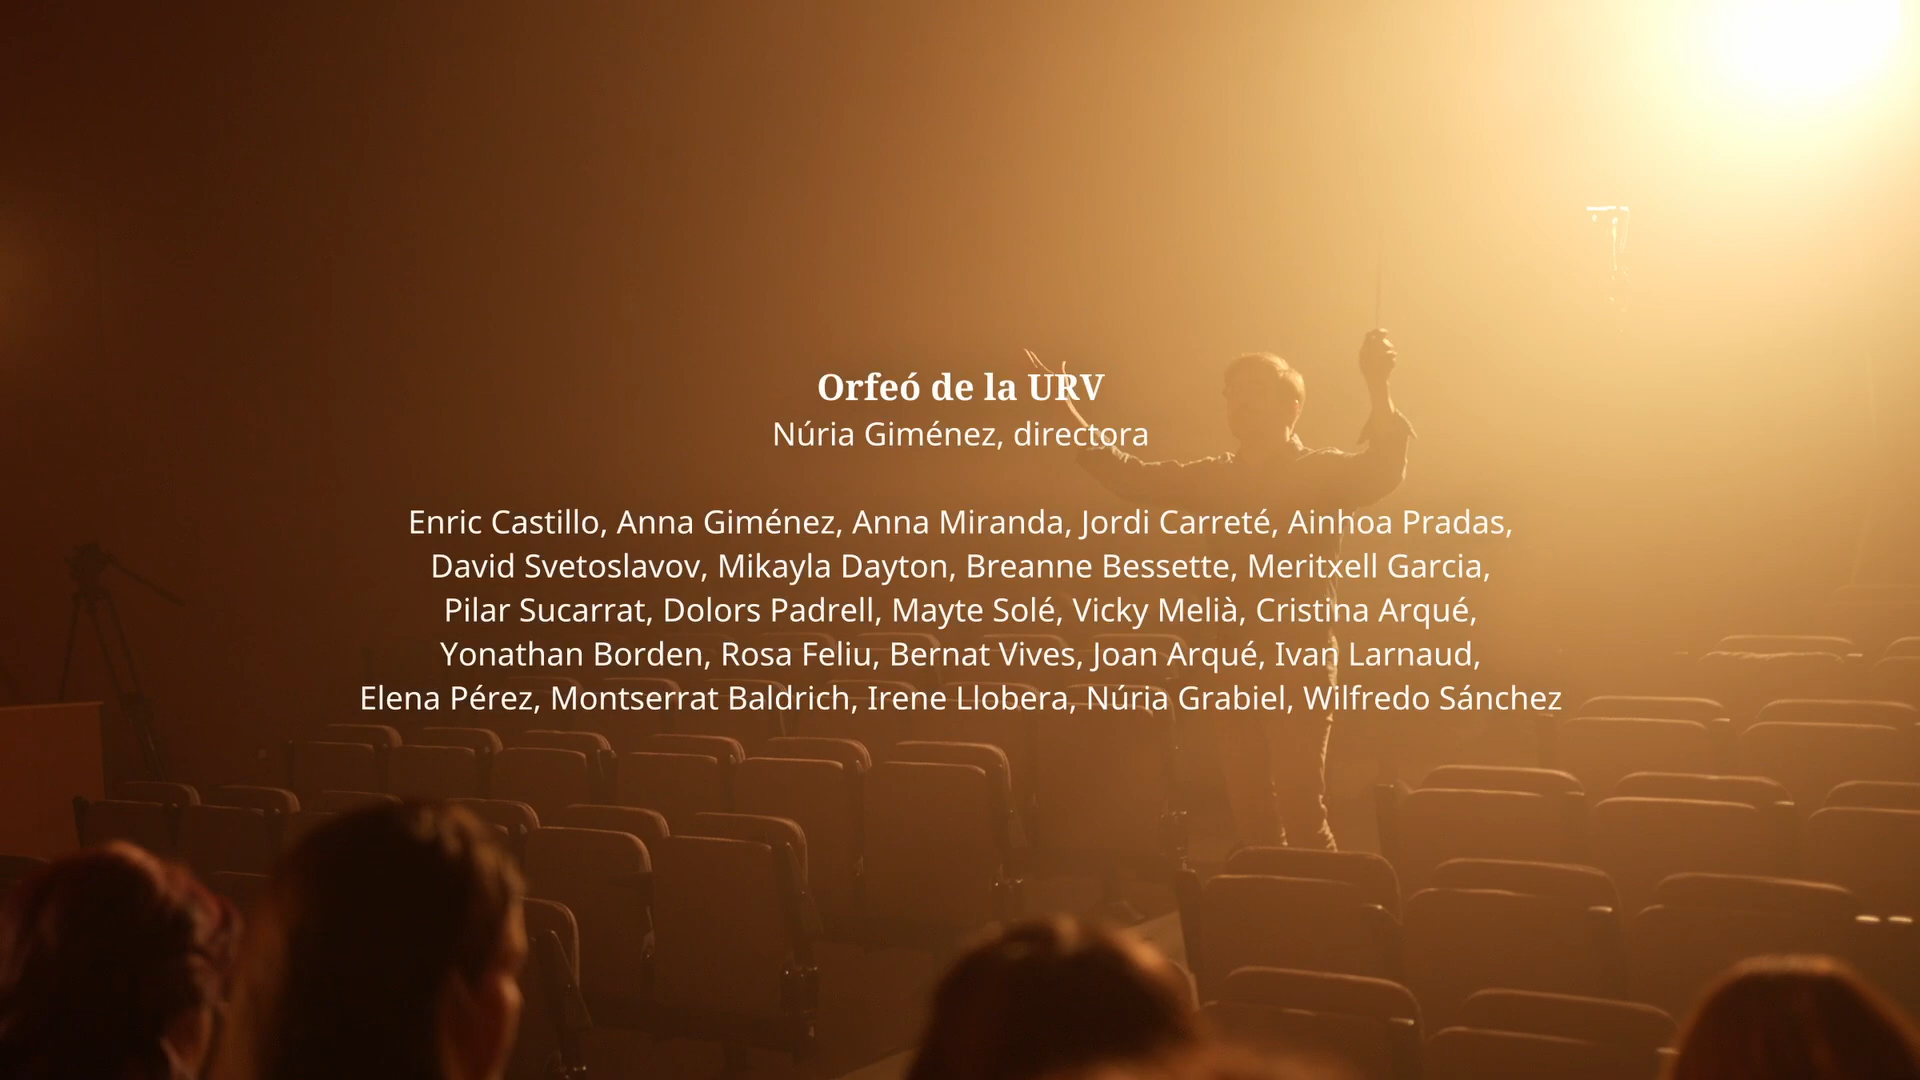 Orfeó de la URV
Núria Giménez, directora
Enric Castillo, Anna Giménez, Anna Miranda, Jordi Carreté, Ainhoa Pradas,
David Svetoslavov, Mikayla Dayton, Breanne Bessette, Meritxell Garcia,
Pilar Sucarrat, Dolors Padrell, Mayte Solé, Vicky Melià, Cristina Arqué,
Yonathan Borden, Rosa Feliu, Bernat Vives, Joan Arqué, Ivan Larnaud,
Elena Pérez, Montserrat Baldrich, Irene Llobera, Núria Grabiel, Wilfredo Sánchez